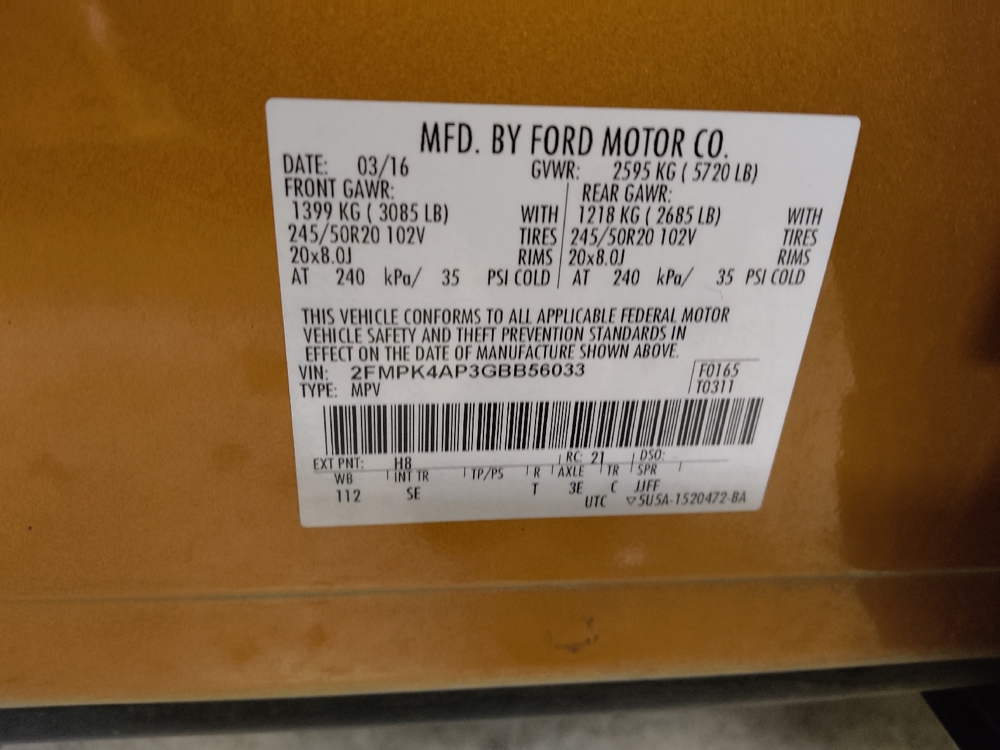 MFD. BY FORD MOTOR CO.
DATE: 03/16 GVWR: 2595 KG ( 5720 LB)
FRONT GAWR: REAR GAWR:
1399 KG ( 3085 LB) WITH 1218 KG ( 2685 LB) WITH
245/50R20 102V TIRES 245/50R20 102V TIRES
20x8.0J RIMS 20x8.0J RIMS
AT 240 kPa/ 35 PSI COLD AT 240 kPa/ 35 PSI COLD
THIS VEHICLE CONFORMS TO ALL APPLICABLE FEDERAL MOTOR
VEHICLE SAFETY AND THEFT PREVENTION STANDARDS IN
EFFECT ON THE DATE OF MANUFACTURE SHOWN ABOVE.
VIN: 2FMPK4AP3GBB56033 F0165
TYPE: MPV T0311
EXT PNT: H8 RC: 21 DSO:
WB INT TR TP/PS R AXLE TR SPR
112 SE T 3E C JJFF
UTC ▽5U5A-1520472-BA